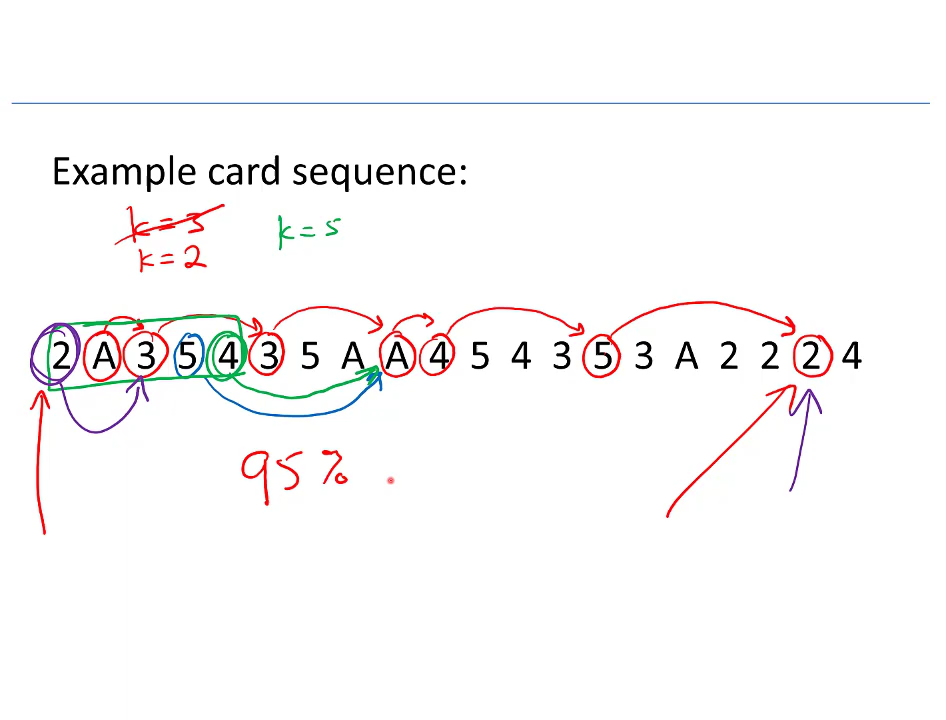 Example card sequence:
k = 3 k = 5
k = 2
2 A 3 5 4 3 5 A A 4 5 4 3 5 3 A 2 2 2 4
95%